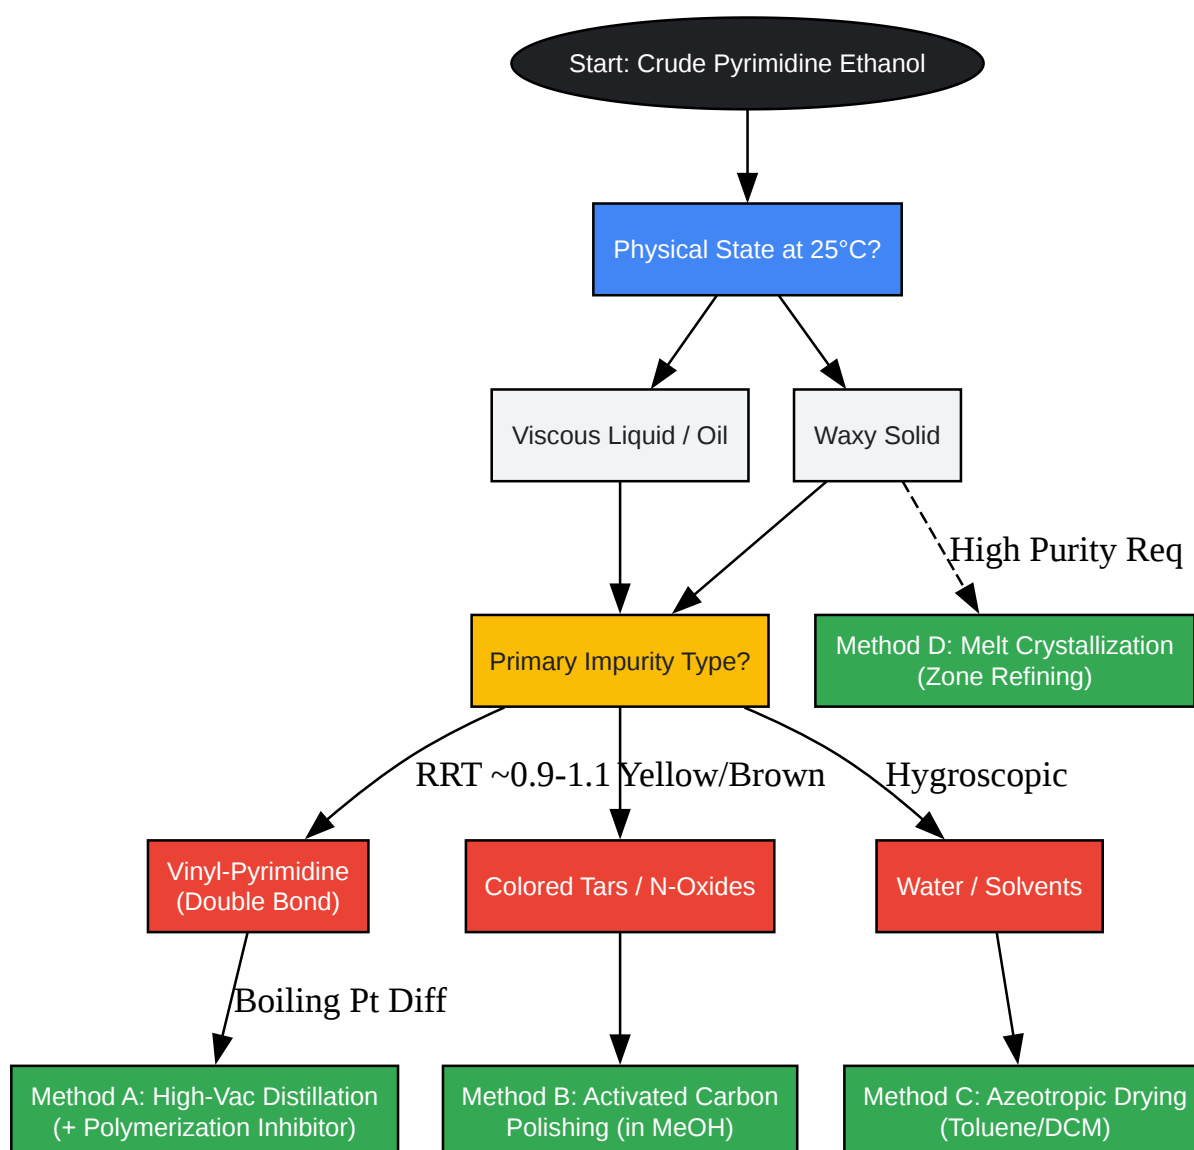 Start: Crude Pyrimidine Ethanol
Physical State at 25°C?
Viscous Liquid / Oil
Waxy Solid
High Purity Req
Primary Impurity Type?
Method D: Melt Crystallization
(Zone Refining)
RRT ~0.9-1.1
Yellow/Brown
Hygroscopic
Vinyl-Pyrimidine
(Double Bond)
Colored Tars / N-Oxides
Water / Solvents
Boiling Pt Diff
Method A: High-Vac Distillation
(+ Polymerization Inhibitor)
Method B: Activated Carbon
Polishing (in MeOH)
Method C: Azeotropic Drying
(Toluene/DCM)